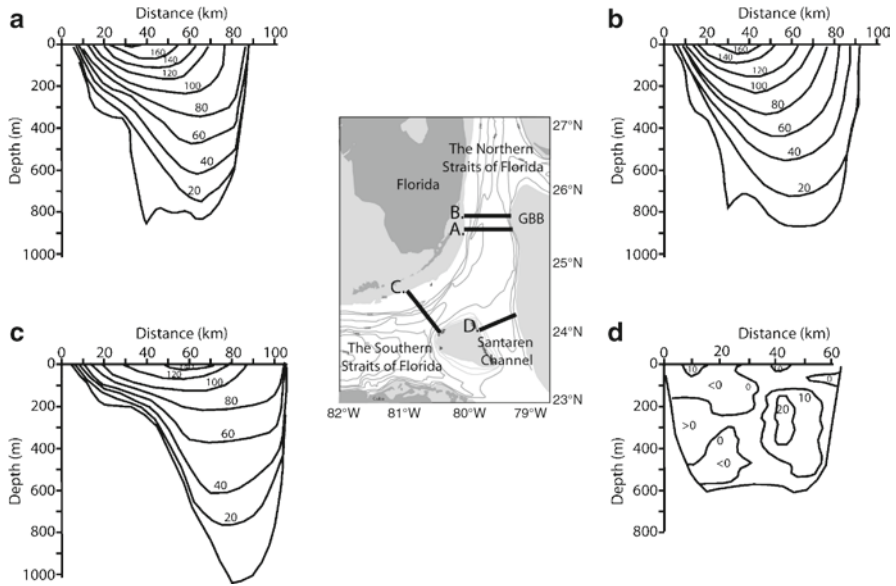 a
Distance (km)
0 20 40 60 80 100
Depth (m)
0
200
400
600
800
1000
160
140
120
100
80
60
40
20
b
Distance (km)
0 20 40 60 80 100
Depth (m)
0
200
400
600
800
1000
160
140
120
100
80
60
40
20
27°N
26°N
25°N
24°N
23°N
82°W 81°W 80°W 79°W
The Northern
Straits of Florida
Florida
GBB
B.
A.
C.
D.
The Southern
Straits of Florida
Santaren
Channel
c
Distance (km)
0 20 40 60 80 100
Depth (m)
0
200
400
600
800
1000
120
100
80
60
40
20
d
Distance (km)
0 20 40 60
Depth (m)
0
200
400
600
800
10
<0
0
10
20
>0
0
<0
0